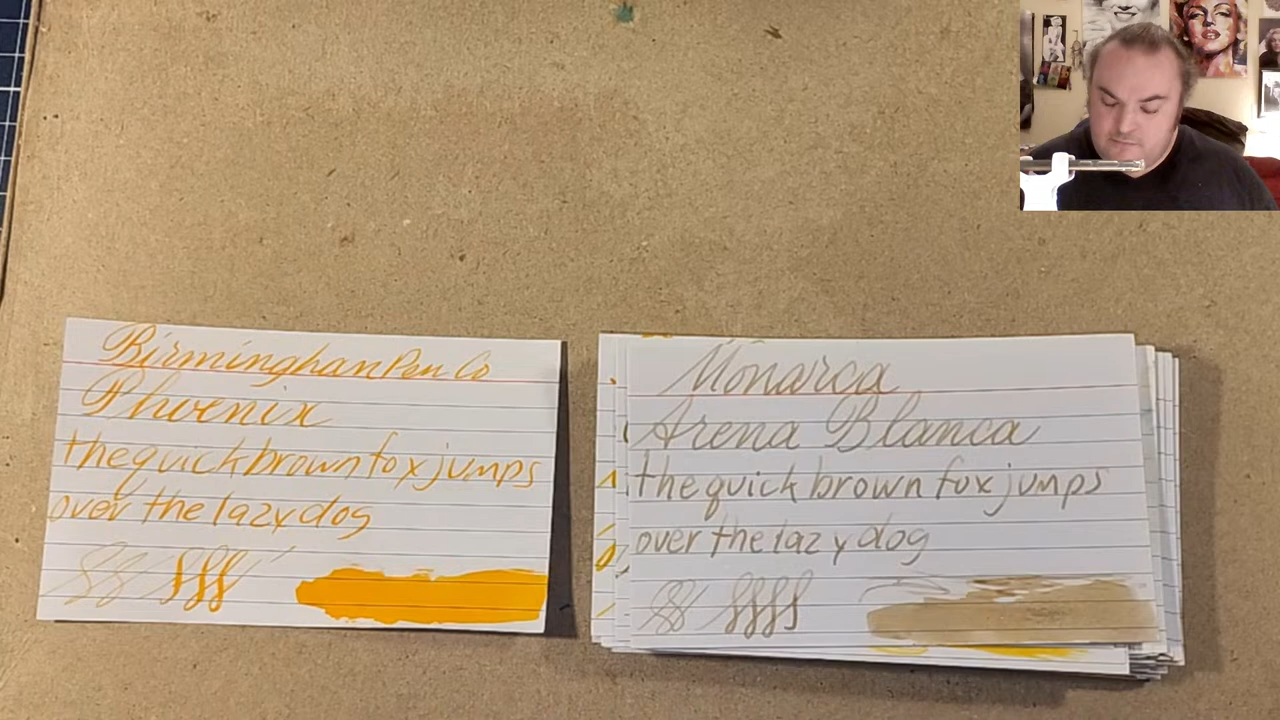 Birminghan Pen Co
Phoenix
the quick brown fox jumps
over the lazy dog
Monarca
Arena Blanca
the quick brown fox jumps
over the lazy dog